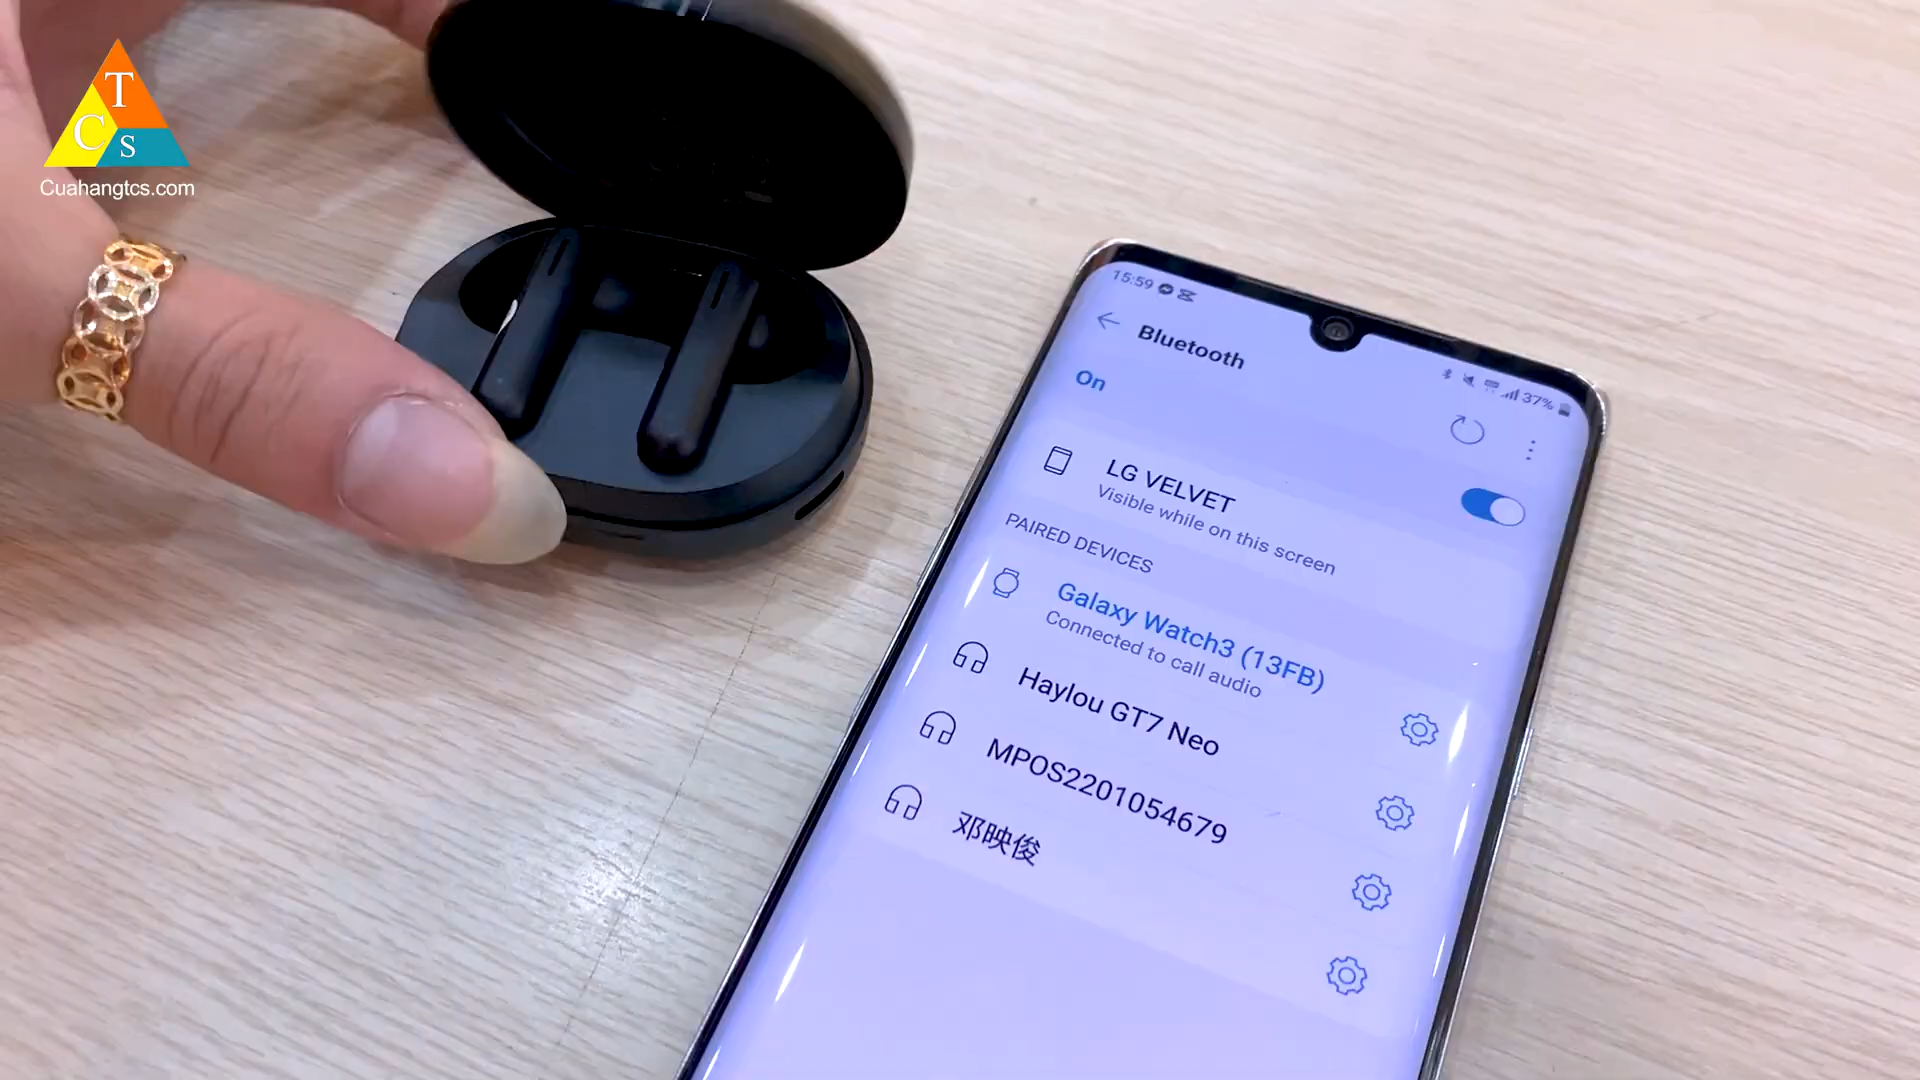 T
C
S
Cuahangtcs.com
15:59
Bluetooth
37%
On
LG VELVET
Visible while on this screen
PAIRED DEVICES
Galaxy Watch3 (13FB)
Connected to call audio
Haylou GT7 Neo
MPOS2201054679
邓映俊